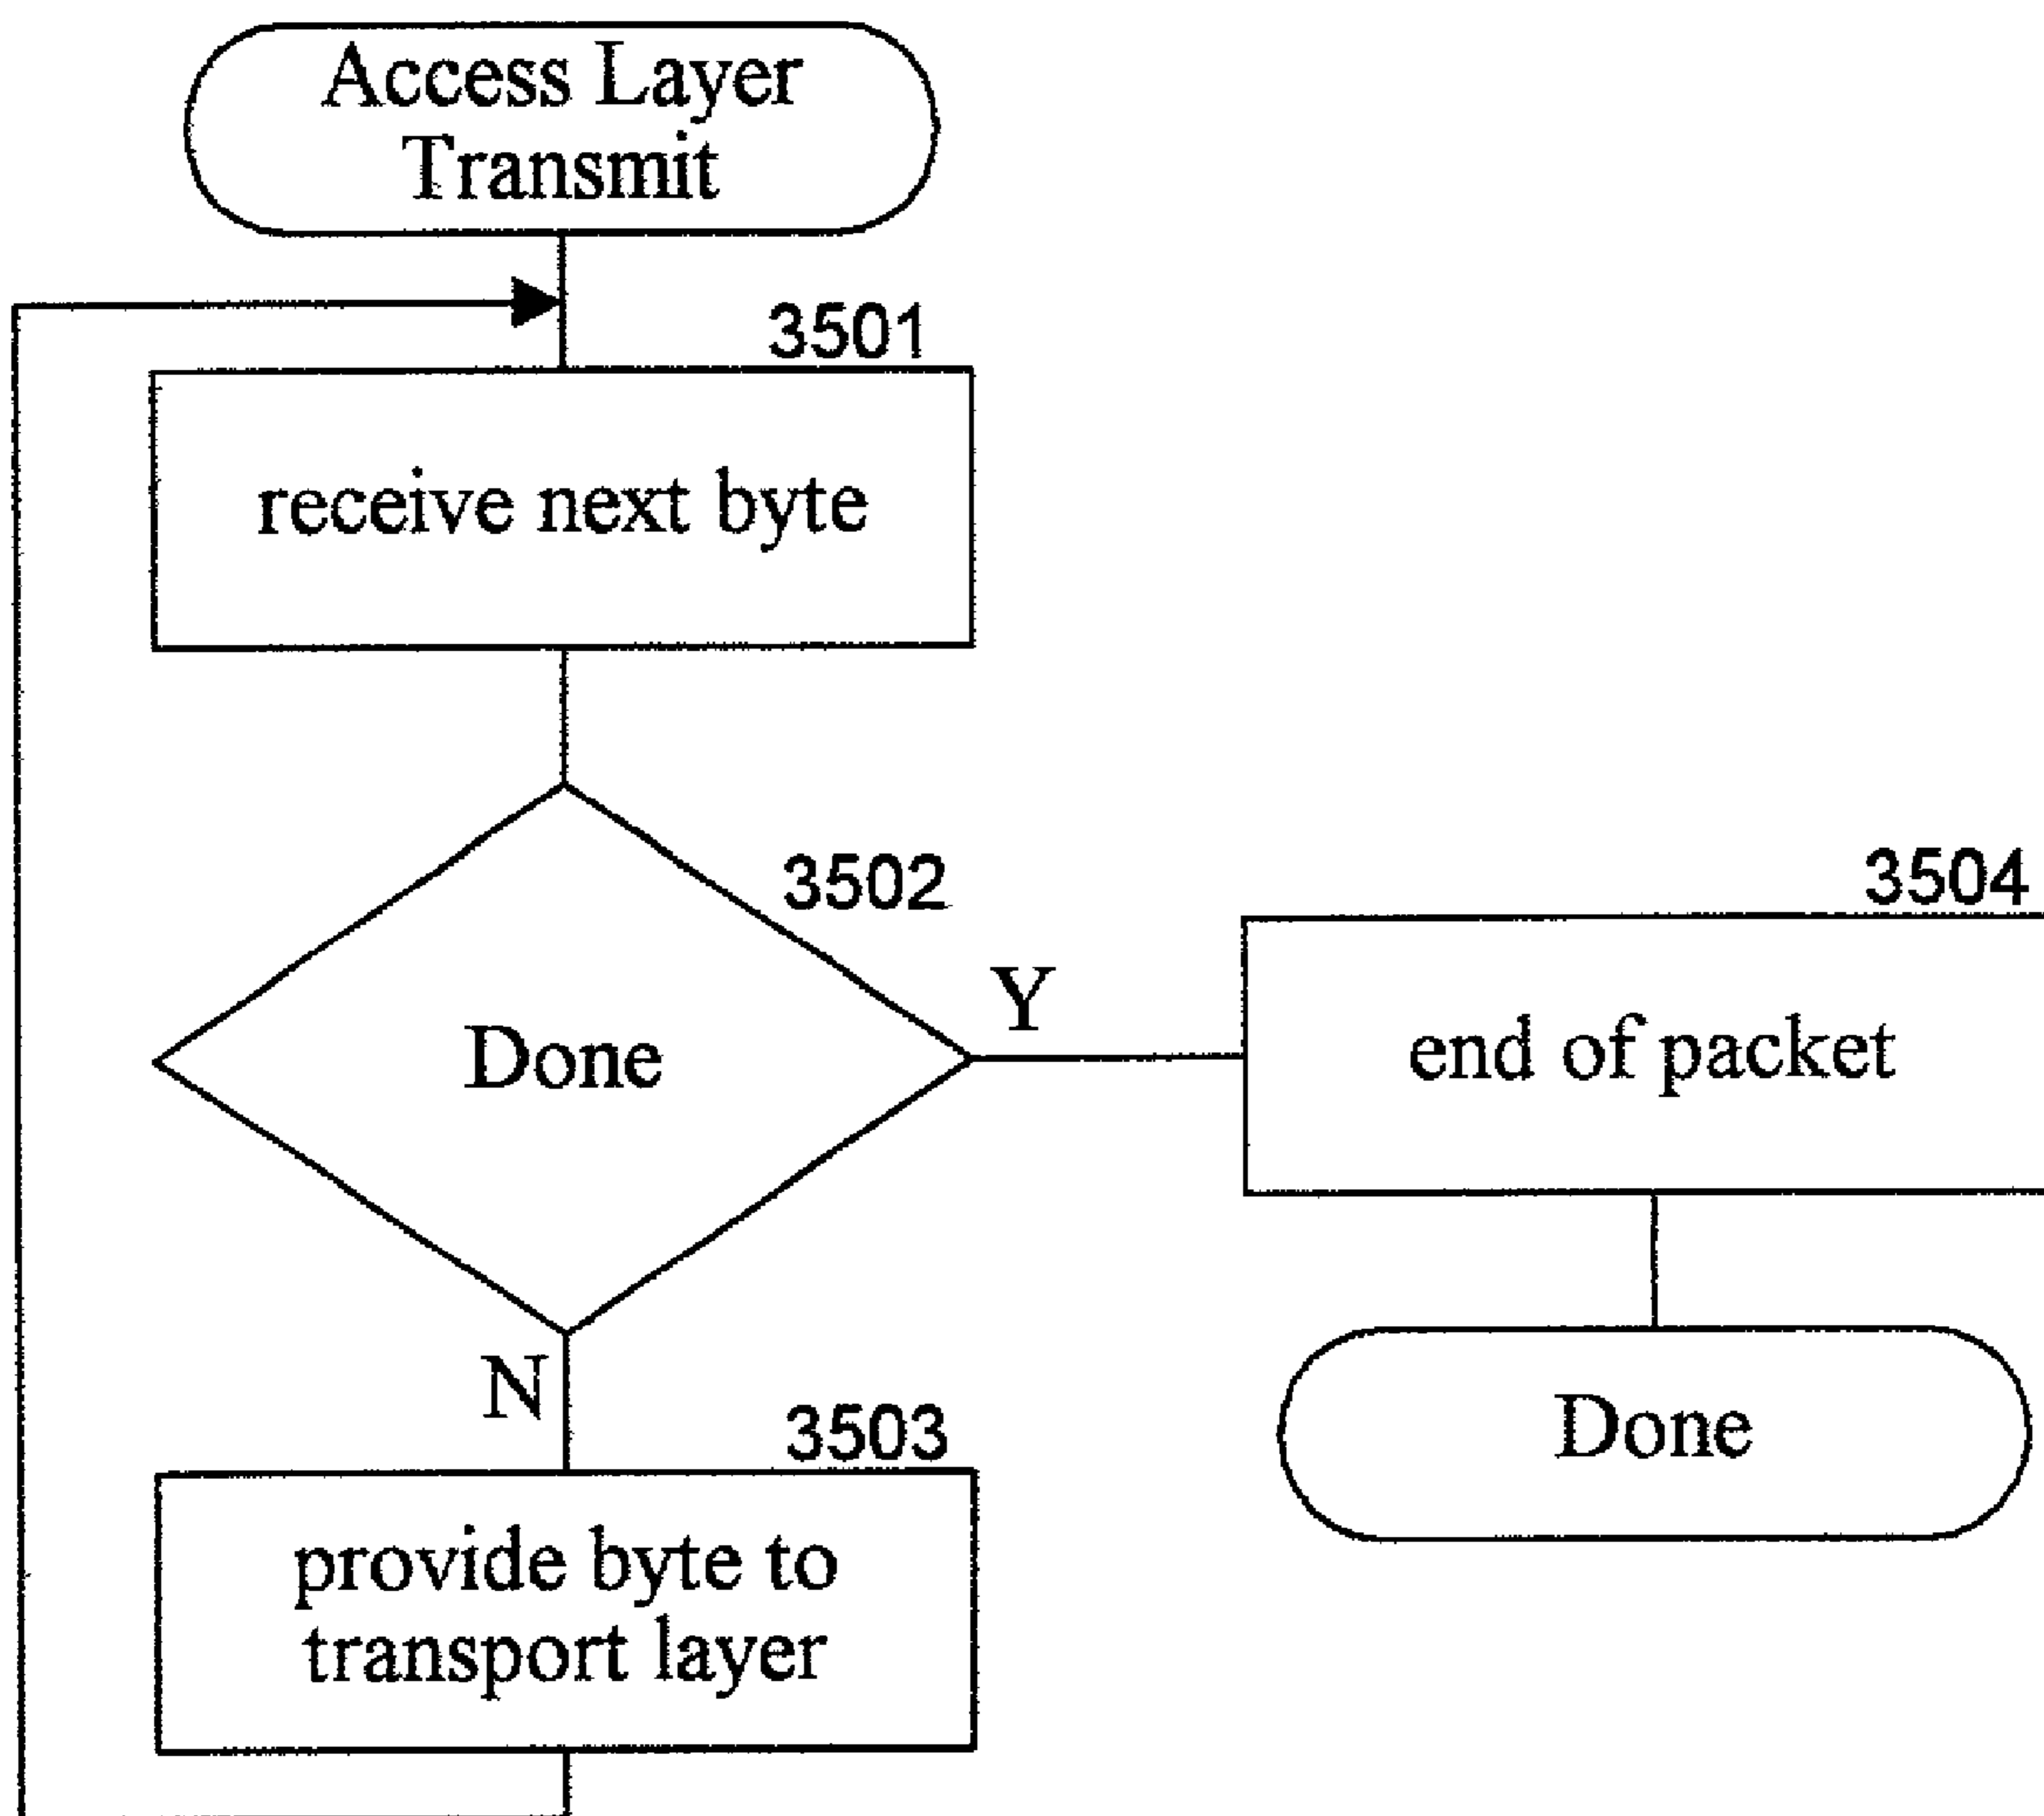 Access Layer
Transmit
3501
receive next byte
3502
Done
Y
3504
end of packet
Done
N
3503
provide byte to
transport layer